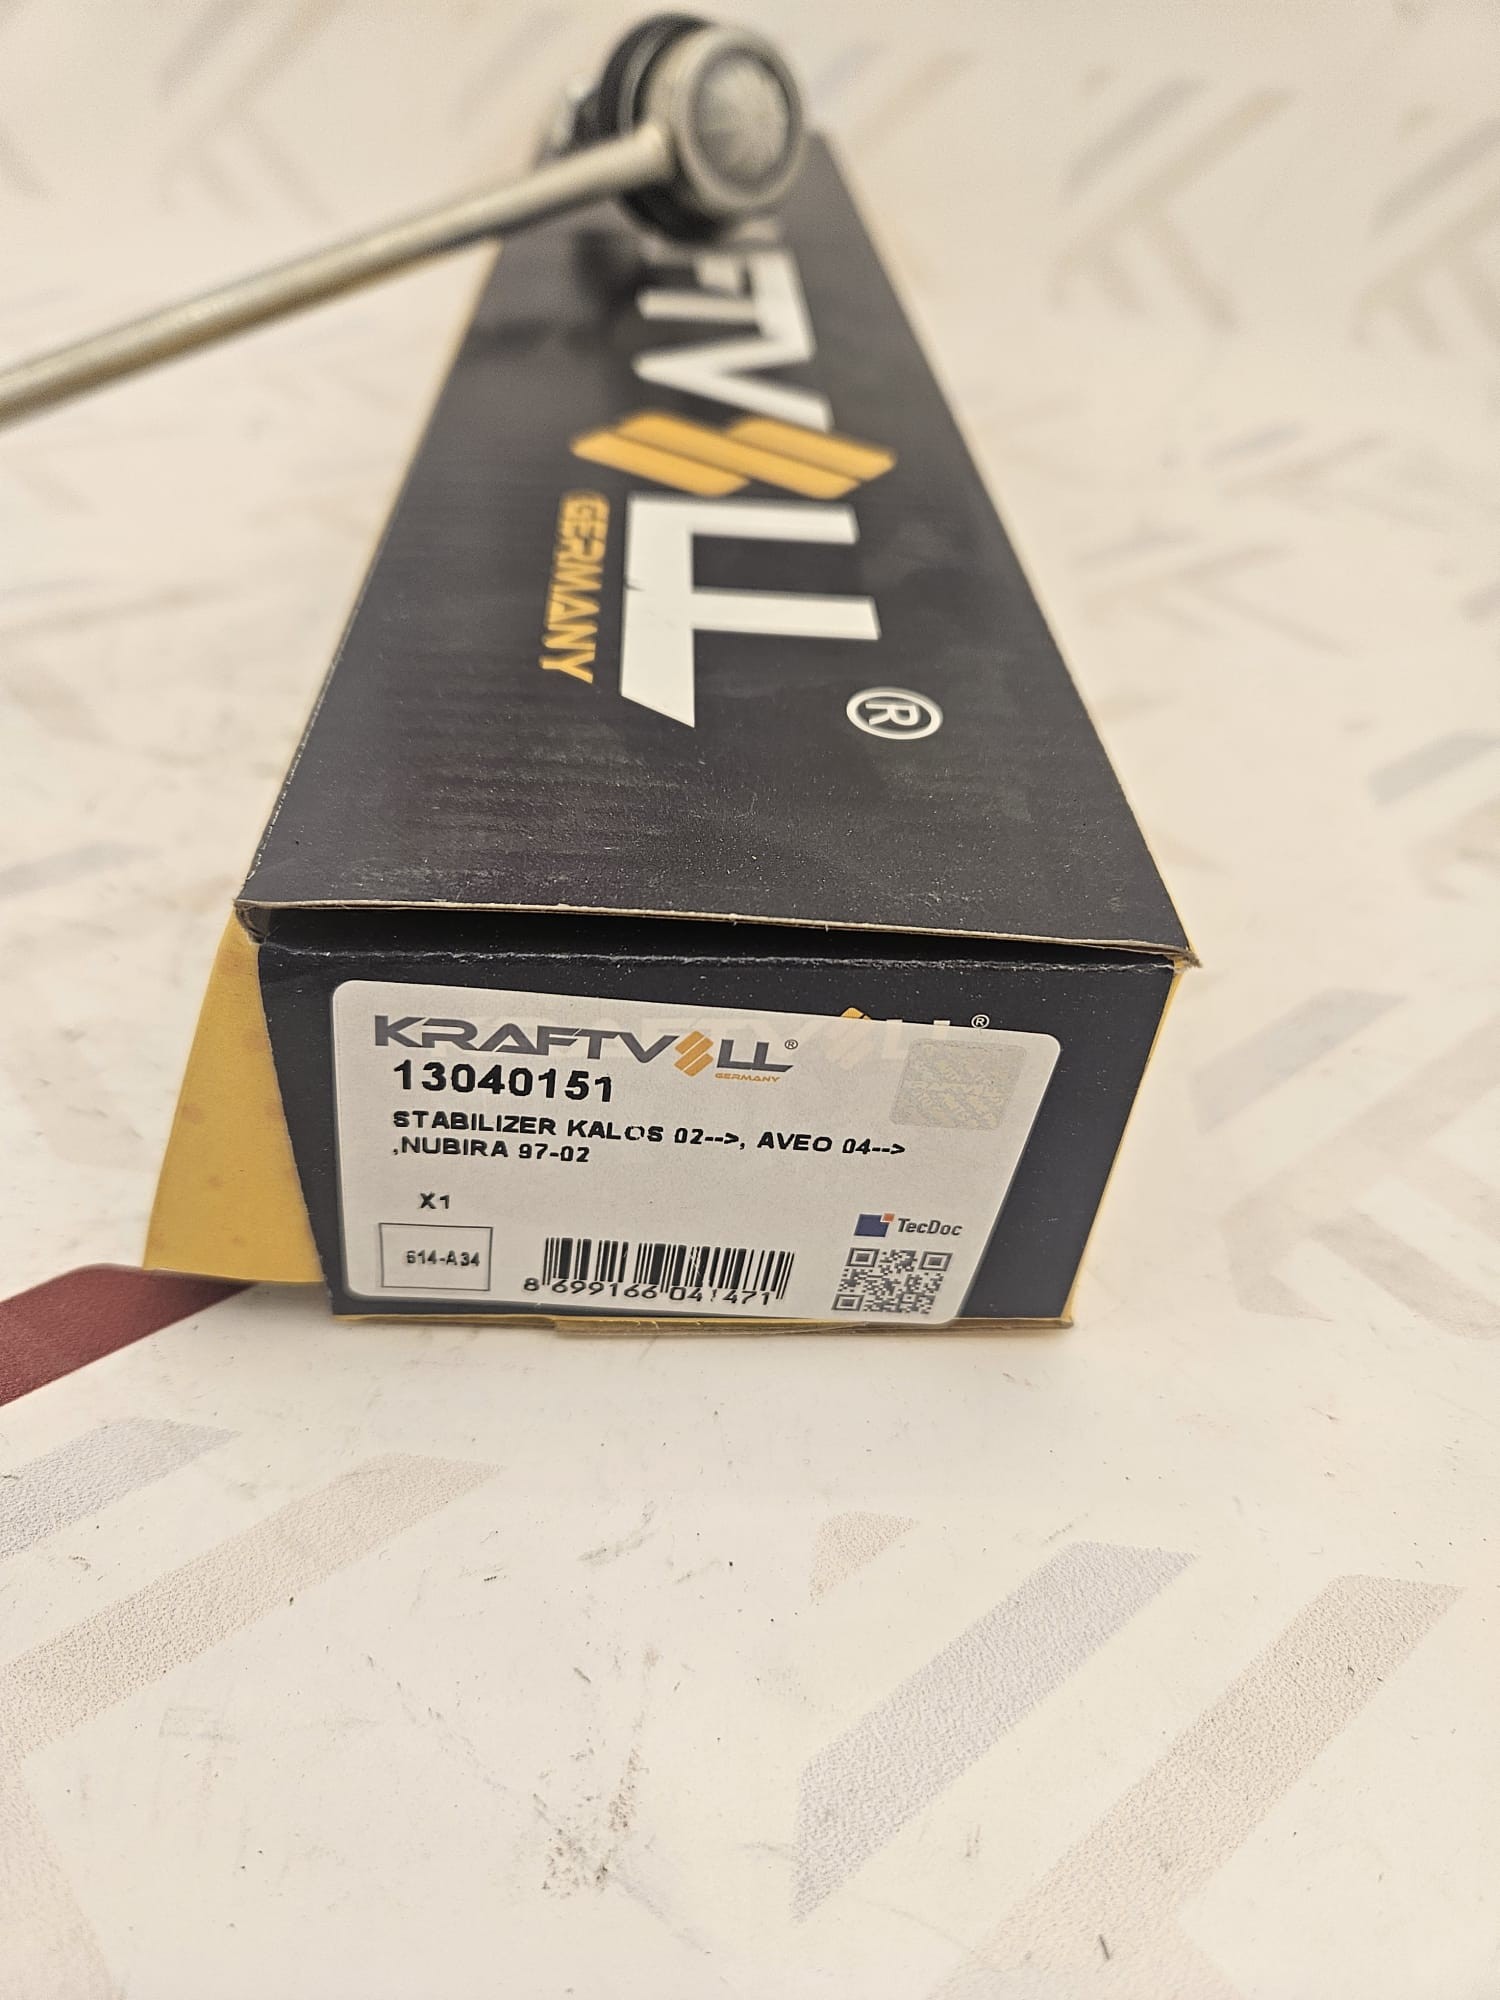 FTVOLL®
GERMANY
®
KRAFTVOLL®
GERMANY
13040151
STABILIZER KALOS 02-->, AVEO 04-->
,NUBIRA 97-02
X1
TecDoc
614-A34
8 699166 041471